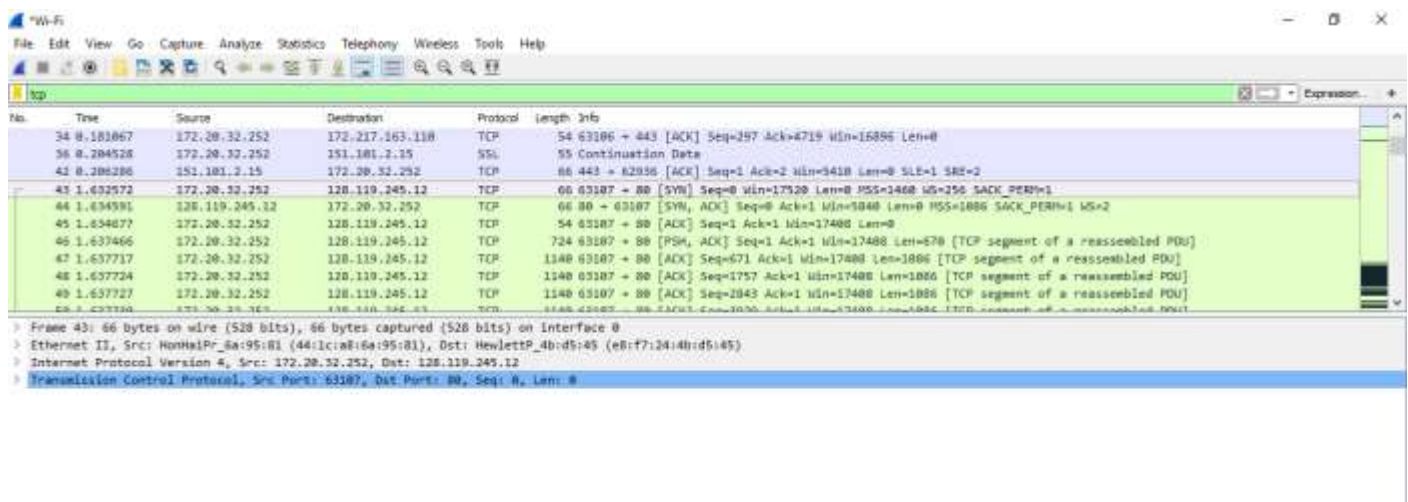 *Wi-Fi
File Edit View Go Capture Analyze Statistics Telephony Wireless Tools Help
tcp
Expression... +
No. Time Source Destination Protocol Length Info
34 0.181067 172.20.32.252 172.217.163.110 TCP 54 63106 → 443 [ACK] Seq=297 Ack=4719 Win=16896 Len=0
36 0.204528 172.20.32.252 151.101.2.15 SSL 55 Continuation Data
42 0.206286 151.101.2.15 172.20.32.252 TCP 66 443 → 62936 [ACK] Seq=1 Ack=2 Win=5410 Len=0 SLE=1 SRE=2
43 1.632572 172.20.32.252 128.119.245.12 TCP 66 63107 → 80 [SYN] Seq=0 Win=17520 Len=0 MSS=1460 WS=256 SACK_PERM=1
44 1.634591 128.119.245.12 172.20.32.252 TCP 66 80 → 63107 [SYN, ACK] Seq=0 Ack=1 Win=5840 Len=0 MSS=1086 SACK_PERM=1 WS=2
45 1.634677 172.20.32.252 128.119.245.12 TCP 54 63107 → 80 [ACK] Seq=1 Ack=1 Win=17408 Len=0
46 1.637466 172.20.32.252 128.119.245.12 TCP 724 63107 → 80 [PSH, ACK] Seq=1 Ack=1 Win=17408 Len=670 [TCP segment of a reassembled PDU]
47 1.637717 172.20.32.252 128.119.245.12 TCP 1140 63107 → 80 [ACK] Seq=671 Ack=1 Win=17408 Len=1086 [TCP segment of a reassembled PDU]
48 1.637724 172.20.32.252 128.119.245.12 TCP 1140 63107 → 80 [ACK] Seq=1757 Ack=1 Win=17408 Len=1086 [TCP segment of a reassembled PDU]
49 1.637727 172.20.32.252 128.119.245.12 TCP 1140 63107 → 80 [ACK] Seq=2843 Ack=1 Win=17408 Len=1086 [TCP segment of a reassembled PDU]
Frame 43: 66 bytes on wire (528 bits), 66 bytes captured (528 bits) on interface 0
Ethernet II, Src: HonHaiPr_6a:95:81 (44:1c:a8:6a:95:81), Dst: HewlettP_4b:d5:45 (e8:f7:24:4b:d5:45)
Internet Protocol Version 4, Src: 172.20.32.252, Dst: 128.119.245.12
Transmission Control Protocol, Src Port: 63107, Dst Port: 80, Seq: 0, Len: 0